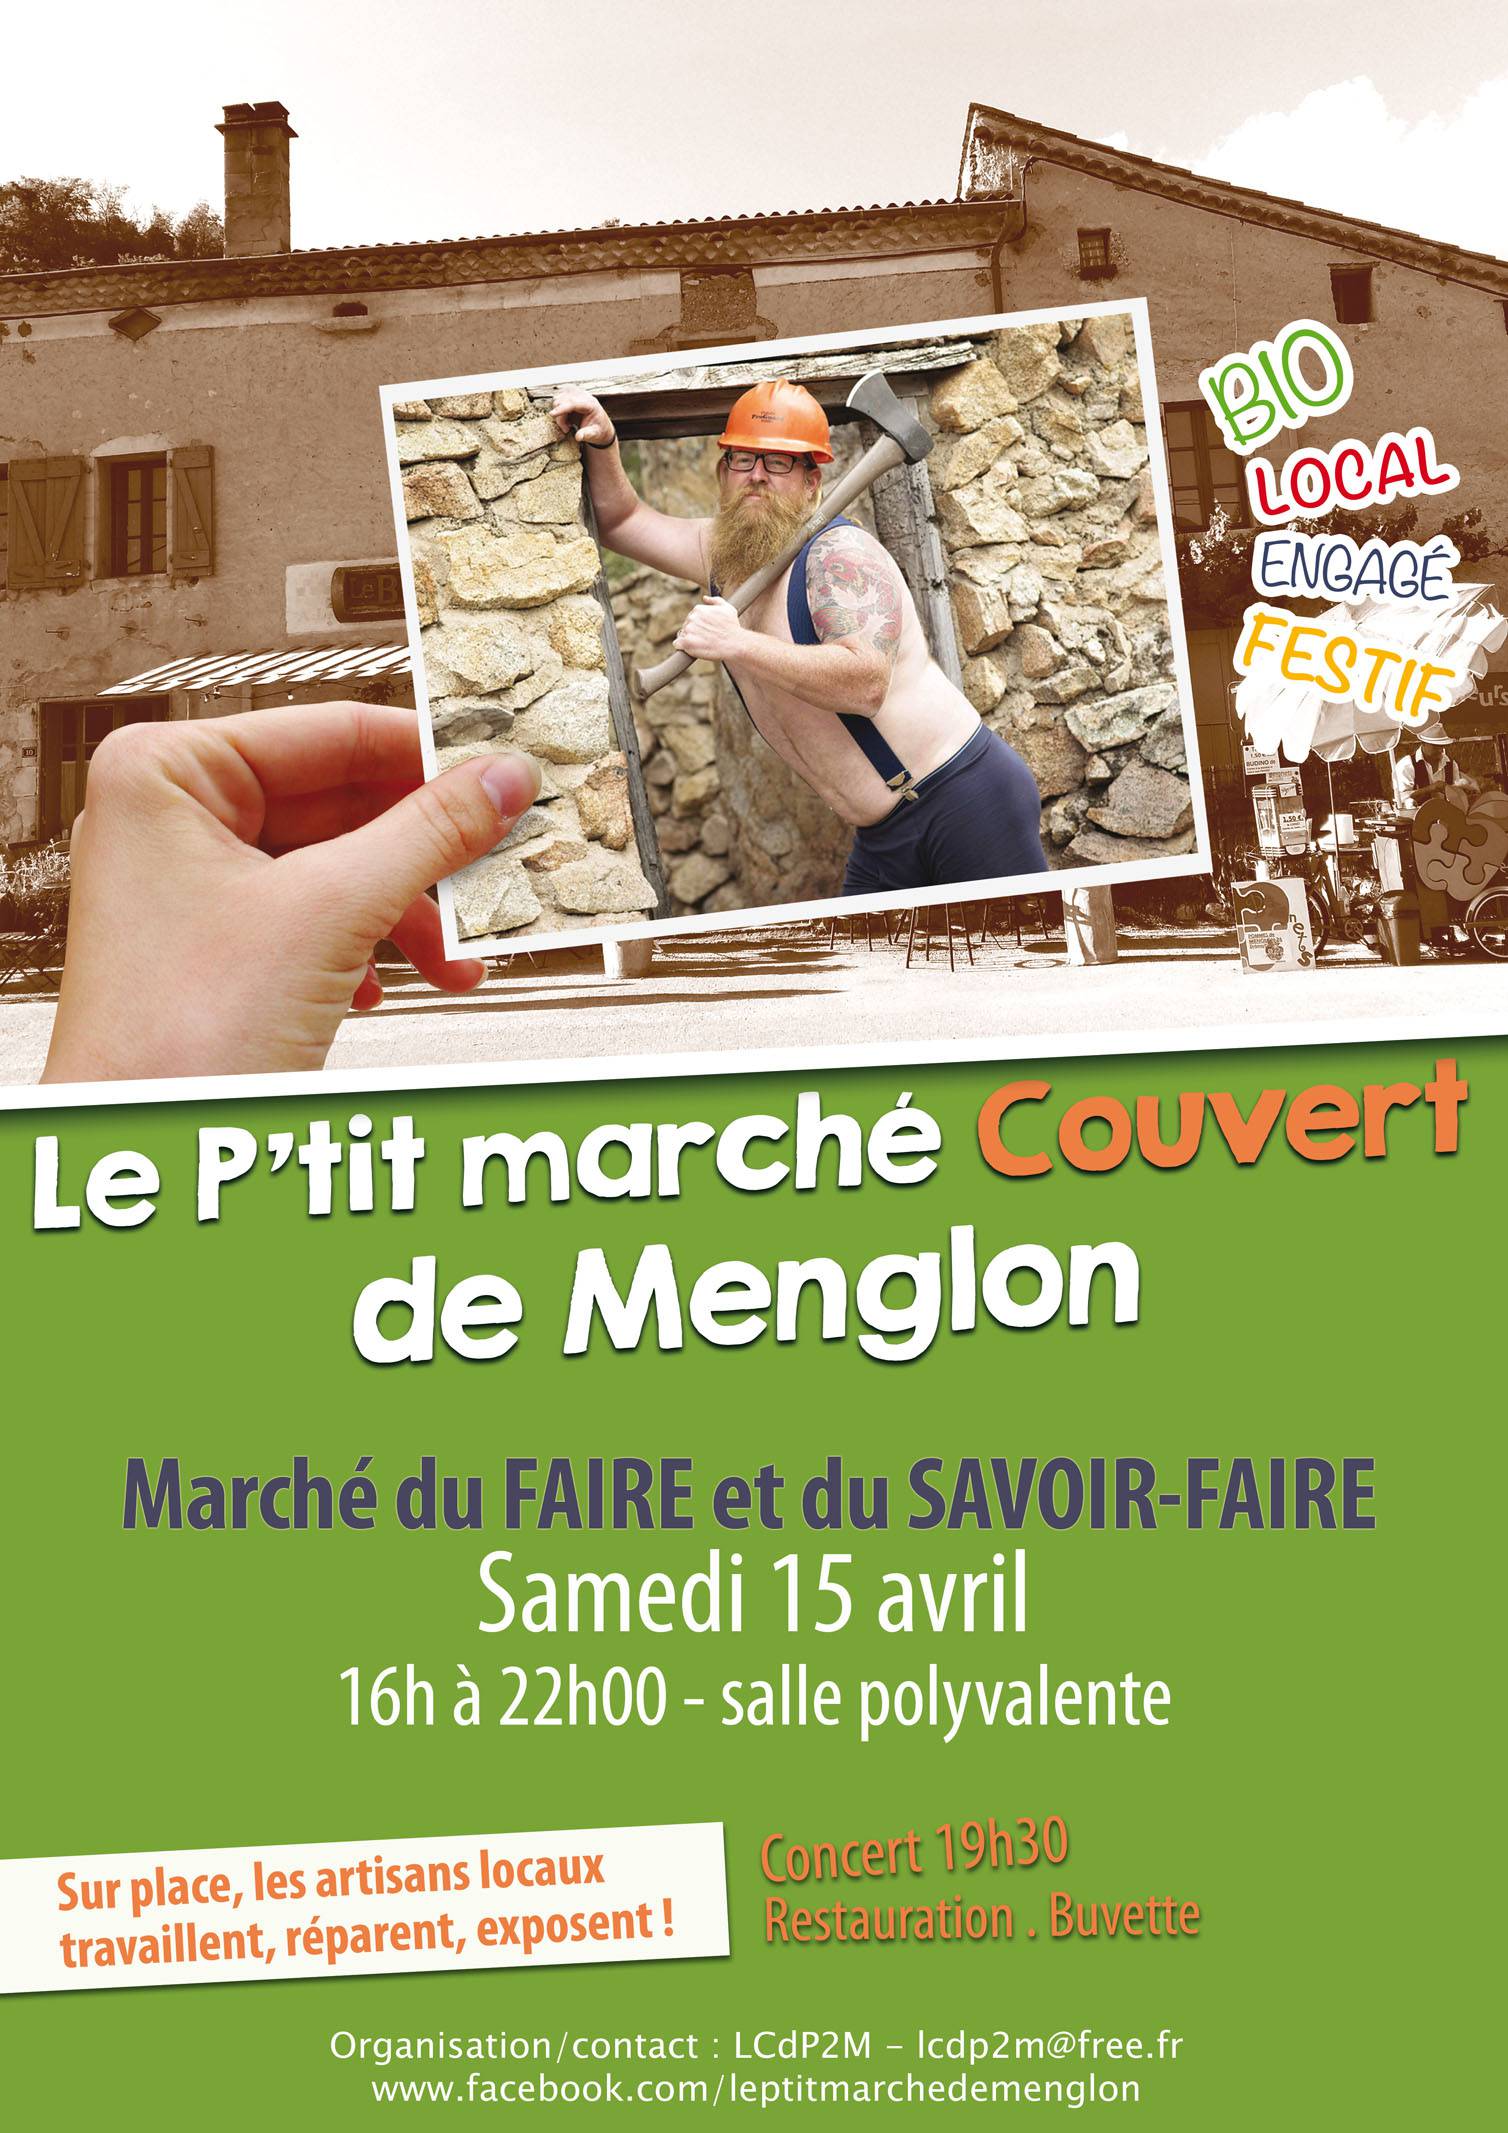 BIO
LOCAL
ENGAGÉ
FESTIF
Le P'tit marché Couvert
de Menglon
Marché du FAIRE et du SAVOIR-FAIRE
Samedi 15 avril
16h à 22h00 - salle polyvalente
Sur place, les artisans locaux
travaillent, réparent, exposent !
Concert 19h30
Restauration . Buvette
Organisation/contact : LCdP2M – lcdp2m@free.fr
www.facebook.com/leptitmarchedemenglon